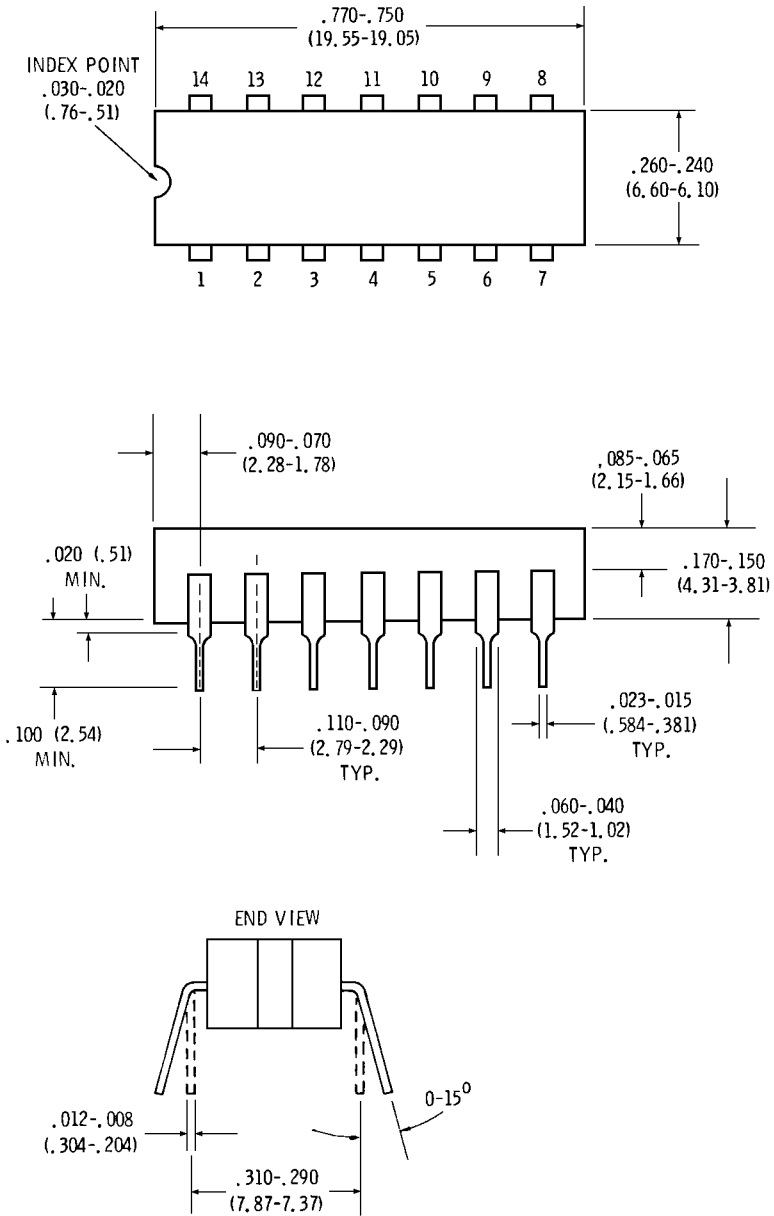 .770-.750
(19.55-19.05)
INDEX POINT
.030-.020
(.76-.51)
14 13 12 11 10 9 8
.260-.240
(6.60-6.10)
1 2 3 4 5 6 7
.090-.070
(2.28-1.78)
.085-.065
(2.15-1.66)
.020 (.51)
MIN.
.170-.150
(4.31-3.81)
.100 (2.54)
MIN.
.110-.090
(2.79-2.29)
TYP.
.023-.015
(.584-.381)
TYP.
.060-.040
(1.52-1.02)
TYP.
END VIEW
0-15°
.012-.008
(.304-.204)
.310-.290
(7.87-7.37)